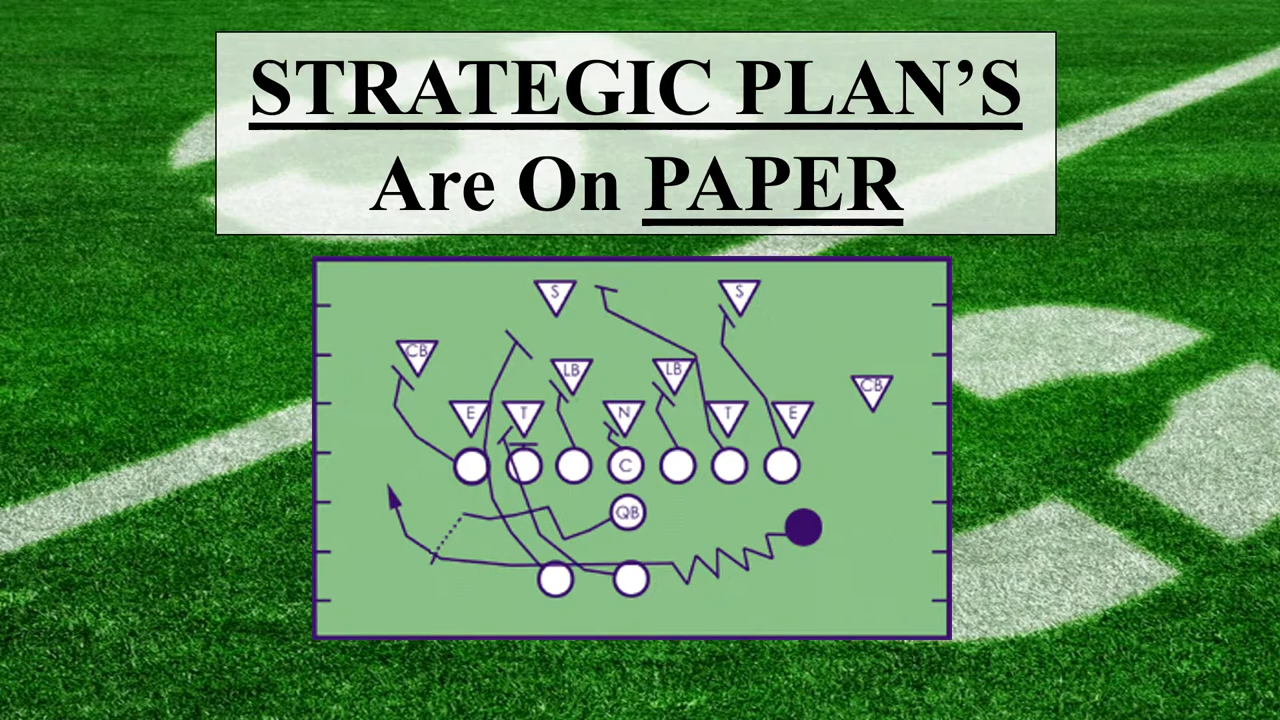 STRATEGIC PLAN’S
Are On PAPER
S S
CB LB LB CB
E T N T E
C
QB